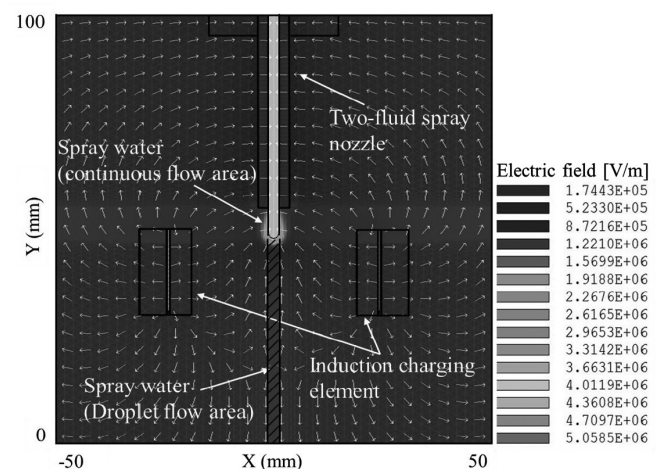 100
Two-fluid spray
nozzle
Spray water
(continuous flow area)
Y (mm)
Induction charging
element
Spray water
(Droplet flow area)
0
-50
X (mm)
50
Electric field [V/m]
1.7443E+05
5.2330E+05
8.7216E+05
1.2210E+06
1.5699E+06
1.9188E+06
2.2676E+06
2.6165E+06
2.9653E+06
3.3142E+06
3.6631E+06
4.0119E+06
4.3608E+06
4.7097E+06
5.0585E+06